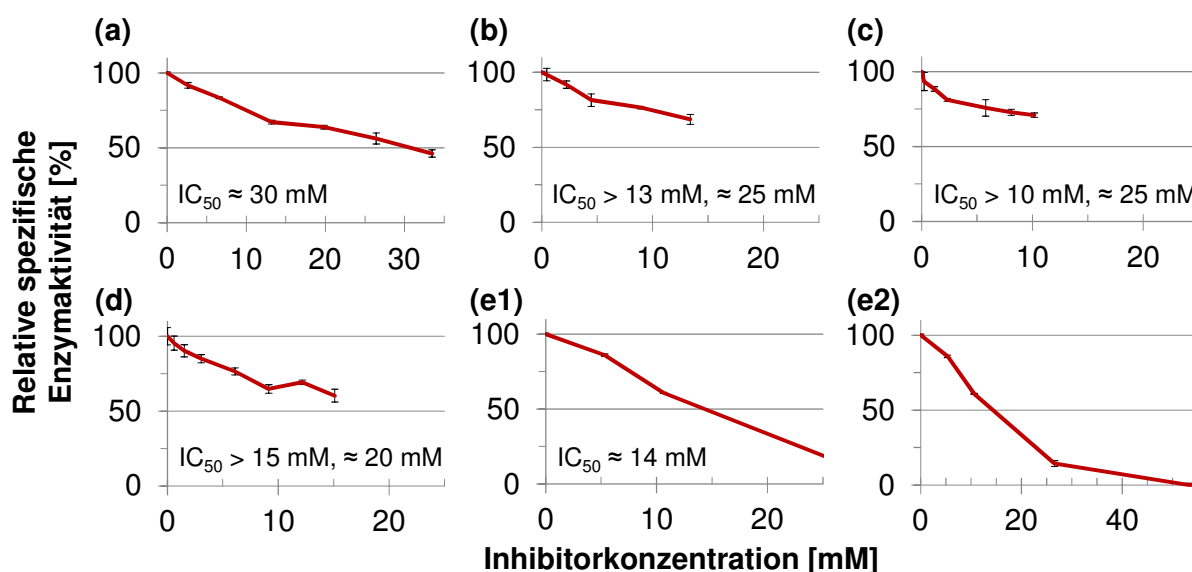 (a)
(b)
(c)
100
50
0
IC50 ≈ 30 mM
0 10 20 30
100
50
0
IC50 > 13 mM, ≈ 25 mM
0 10 20
100
50
0
IC50 > 10 mM, ≈ 25 mM
0 10 20
Relative spezifische
Enzymaktivität [%]
(d)
(e1)
(e2)
100
50
0
IC50 > 15 mM, ≈ 20 mM
0 10 20
100
50
0
IC50 ≈ 14 mM
0 10 20
100
50
0
0 20 40
Inhibitorkonzentration [mM]